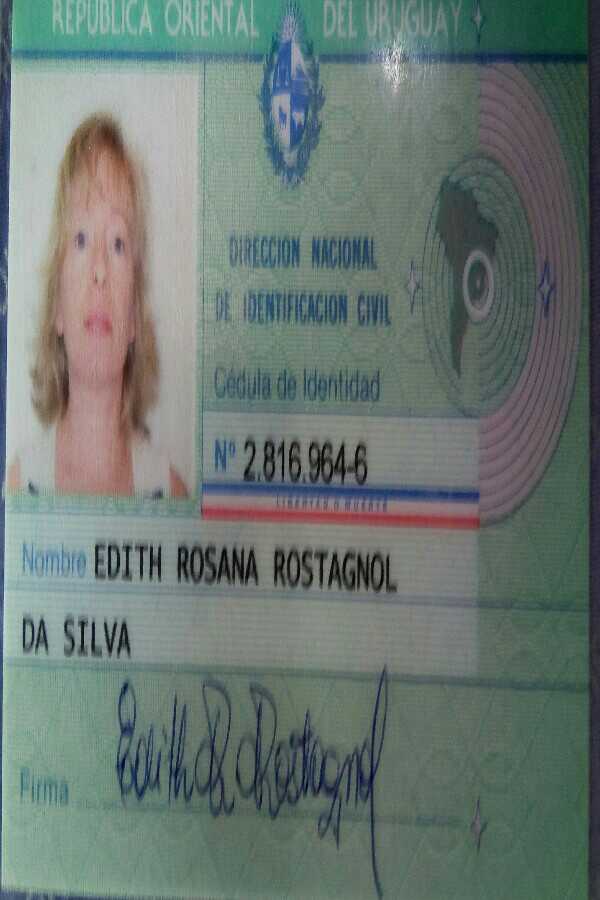 REPÚBLICA ORIENTAL DEL URUGUAY
DIRECCION NACIONAL
DE IDENTIFICACION CIVIL
Cédula de Identidad
Nº 2.816.964-6
LIBERTAD O MUERTE
Nombre EDITH ROSANA ROSTAGNOL
DA SILVA
Edith R Rostagnol
Firma